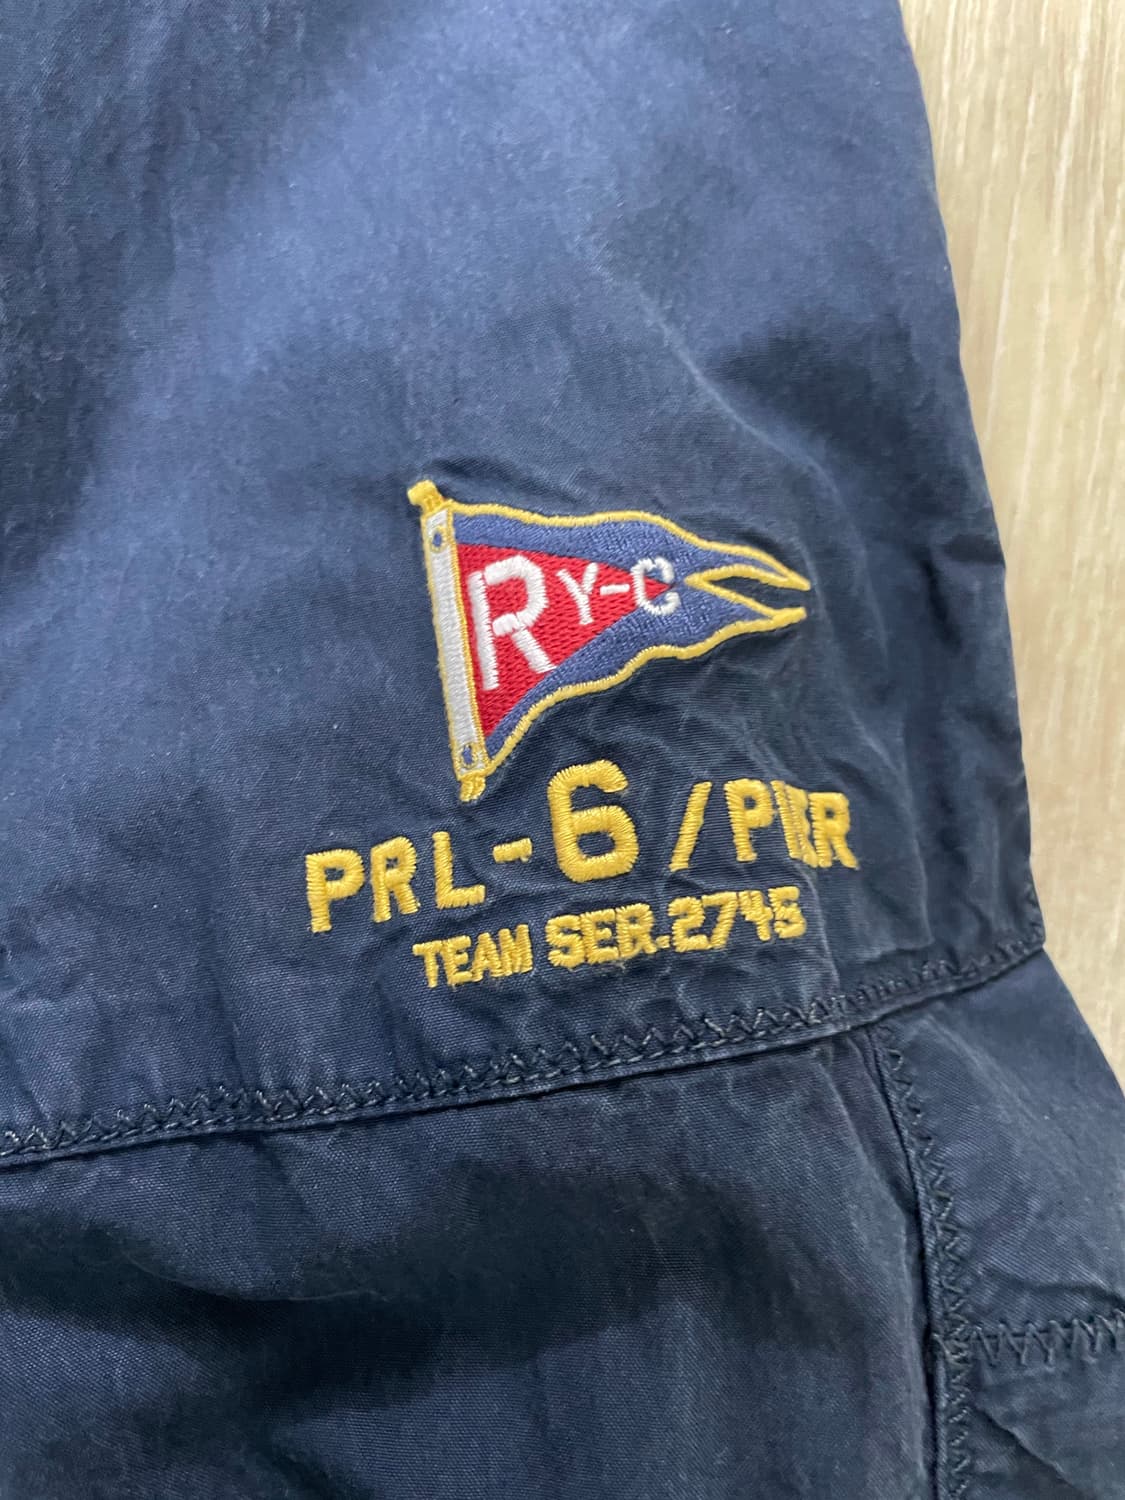 RY-C
PRL-6/PIER
TEAM SER.2745